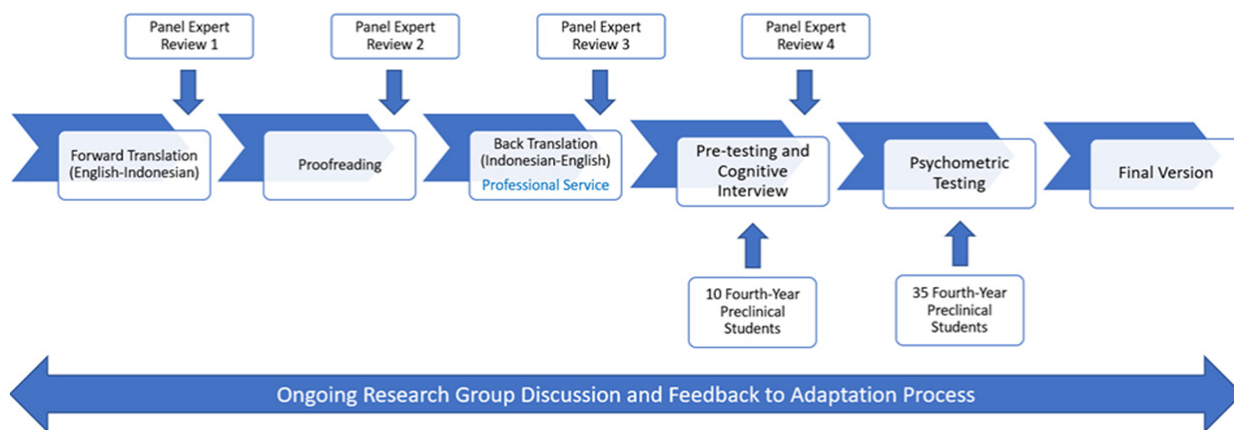 Panel Expert
Review 1
Panel Expert
Review 2
Panel Expert
Review 3
Panel Expert
Review 4
Forward Translation
(English-Indonesian)
Proofreading
Back Translation
(Indonesian-English)
Professional Service
Pre-testing and
Cognitive
Interview
Psychometric
Testing
Final Version
10 Fourth-Year
Preclinical
Students
35 Fourth-Year
Preclinical
Students
Ongoing Research Group Discussion and Feedback to Adaptation Process